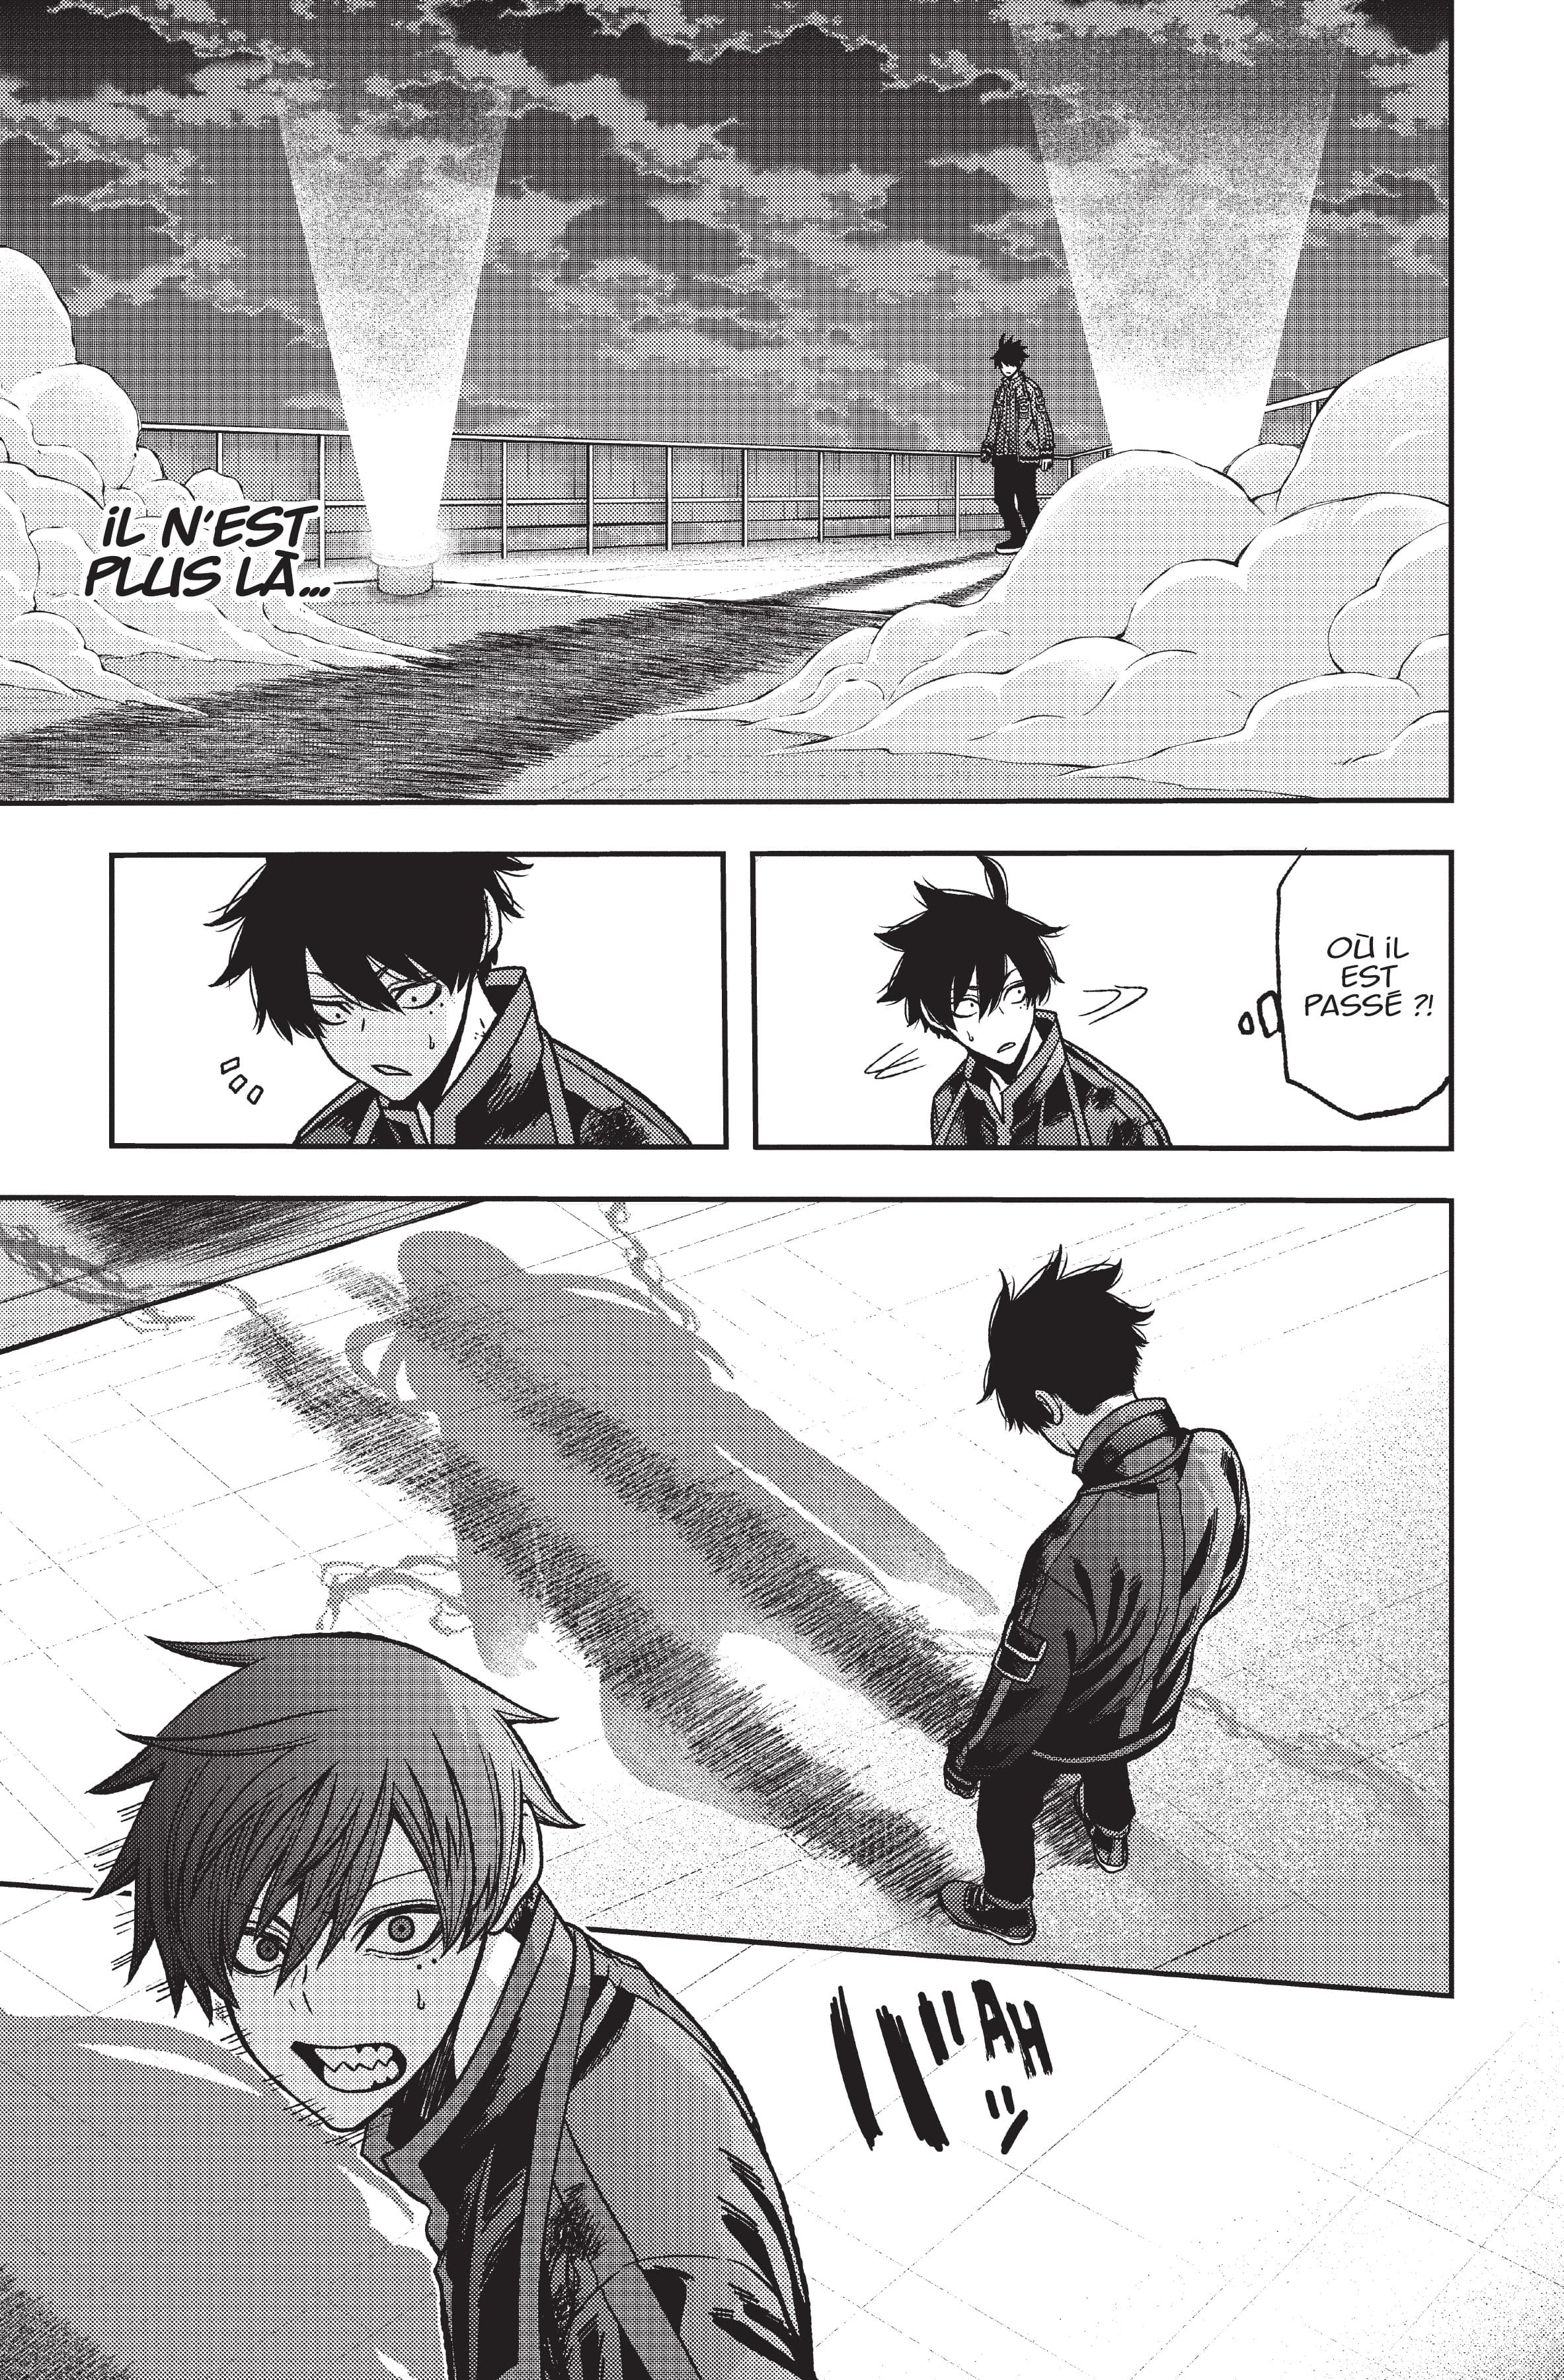 iL N'EST
PLUS LÀ...
OÙ iL
EST
PASSÉ ?!
AH